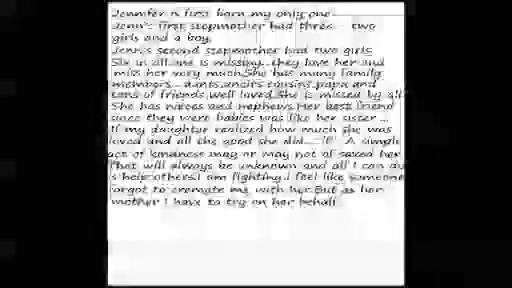 Jennifer is first born my only one.
Jenn's first stepmother had three... two
girls and a boy.
Jenn's second stepmother had two girls
Six in all one is missing...they love her and
miss her very much.She has many family
members...aunts,uncl's cousins,papa and
tons of friends.well loved.She is missed by all
She has nieces and nephews.Her best friend
since they were babies was like her sister...
If my daughter realized how much she was
loved and all the good she did..... A simple
act of kindness may or may not of saved her
that will always be unknown and all I can do
is help others.I am fighting.I feel like someone
forgot to cremate me with her.But as her
mother I have to try on her behalf